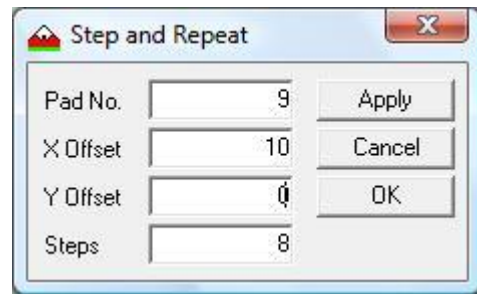 Step and Repeat
Pad No. 9 Apply
X Offset 10 Cancel
Y Offset 0 OK
Steps 8